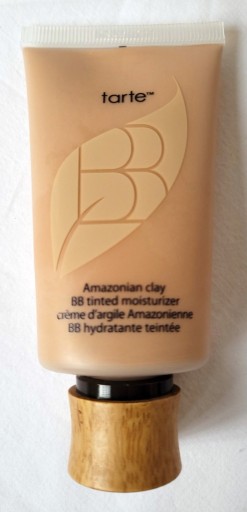 tarte™
BB
Amazonian clay
BB tinted moisturizer
crème d'argile Amazonienne
BB hydratante teintée